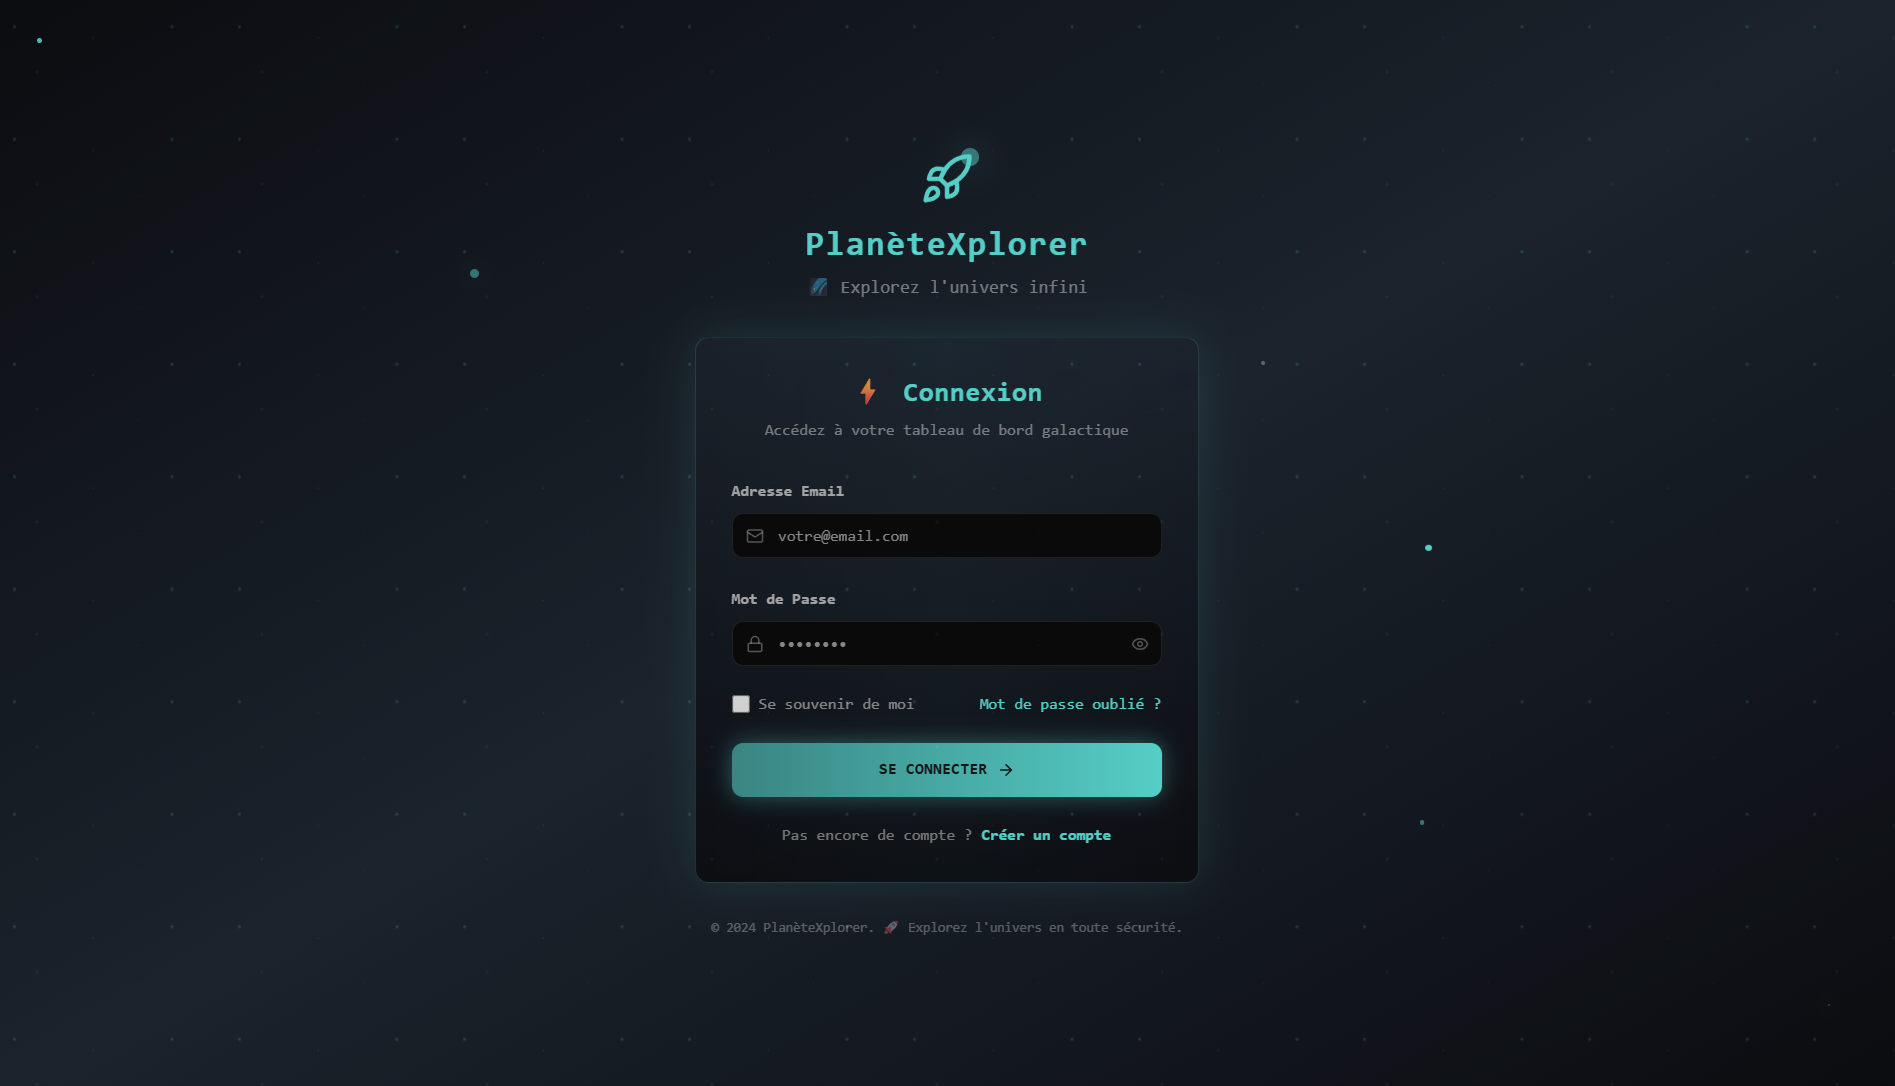 PlanèteXplorer
🌌 Explorez l'univers infini
⚡ Connexion
Accédez à votre tableau de bord galactique
Adresse Email
votre@email.com
Mot de Passe
••••••••
Se souvenir de moi
Mot de passe oublié ?
SE CONNECTER →
Pas encore de compte ? Créer un compte
© 2024 PlanèteXplorer. 🚀 Explorez l'univers en toute sécurité.